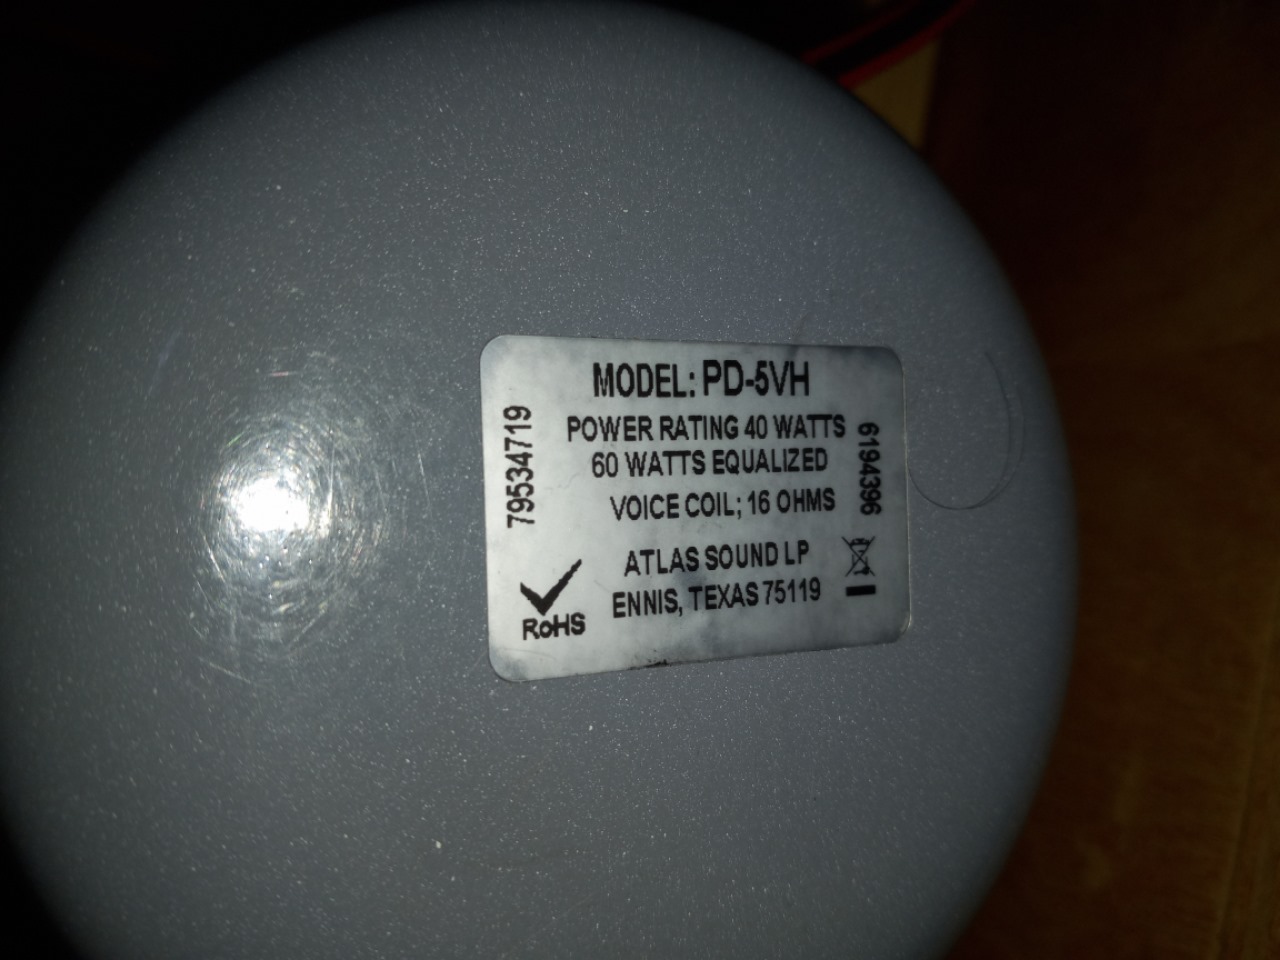 MODEL: PD-5VH
POWER RATING 40 WATTS
60 WATTS EQUALIZED
VOICE COIL; 16 OHMS
ATLAS SOUND LP
ENNIS, TEXAS 75119
79534719
6194396
RoHS